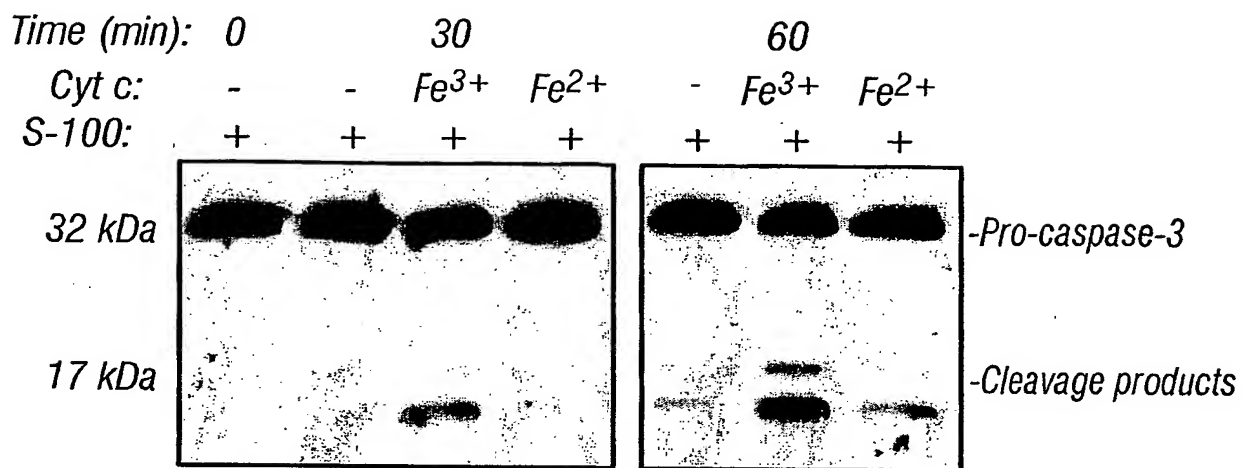 Time (min): 0 30 60
Cyt c: - - Fe3+ Fe2+ - Fe3+ Fe2+
S-100: + + + + + + +
32 kDa -Pro-caspase-3
17 kDa -Cleavage products